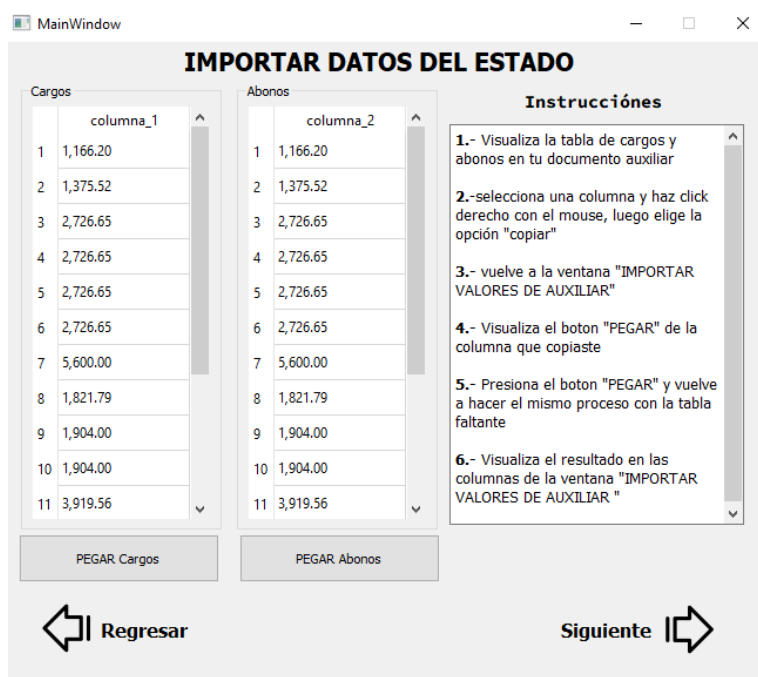 MainWindow
IMPORTAR DATOS DEL ESTADO
Cargos
columna_1
1 1,166.20
2 1,375.52
3 2,726.65
4 2,726.65
5 2,726.65
6 2,726.65
7 5,600.00
8 1,821.79
9 1,904.00
10 1,904.00
11 3,919.56
PEGAR Cargos
Abonos
columna_2
1 1,166.20
2 1,375.52
3 2,726.65
4 2,726.65
5 2,726.65
6 2,726.65
7 5,600.00
8 1,821.79
9 1,904.00
10 1,904.00
11 3,919.56
PEGAR Abonos
Instrucciónes
1.- Visualiza la tabla de cargos y
abonos en tu documento auxiliar
2.-selecciona una columna y haz click
derecho con el mouse, luego elige la
opción "copiar"
3.- vuelve a la ventana "IMPORTAR
VALORES DE AUXILIAR"
4.- Visualiza el boton "PEGAR" de la
columna que copiaste
5.- Presiona el boton "PEGAR" y vuelve
a hacer el mismo proceso con la tabla
faltante
6.- Visualiza el resultado en las
columnas de la ventana "IMPORTAR
VALORES DE AUXILIAR "
Regresar
Siguiente